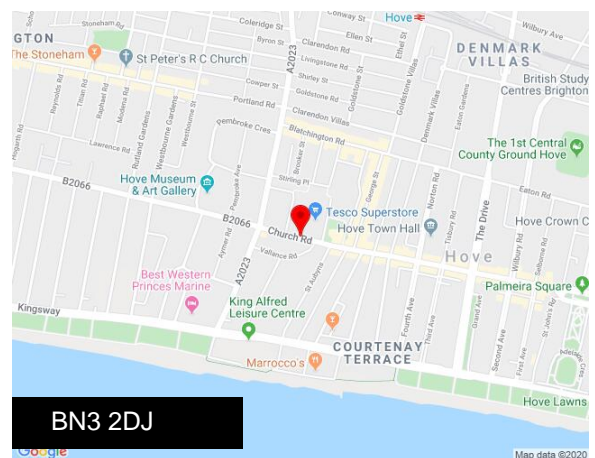 Stoneham Rd
Coleridge St
Conway St
Hove
Wilbury Ave
GTON
Byron St
Clarendon Rd
Ellen St
Ethel St
DENMARK
VILLAS
The Stoneham
St Peter's R C Church
A2023
Livingstone Rd
Goldstone St
Shirley St
British Study
Centres Brighton
Cowper St
Goldstone Rd
Goldstone Villas
Reynolds Rd
Titian Rd
Raphael Rd
Modena Rd
Rutland Gardens
Westbourne Gardens
Westbourne St
Portland Rd
Clarendon Villas
Denmark Villas
Eaton Gardens
Pembroke Cres
Blatchington Rd
The 1st Central
County Ground Hove
Hogarth Rd
Lawrence Rd
Brooker St
Hove Museum
& Art Gallery
Pembroke Ave
Stirling Pl
George St
Norton Rd
Eaton Rd
B2066
B2066
Tesco Superstore
Hove Town Hall
Tisbury Rd
The Drive
Hove Crown C
Aymer Rd
Church Rd
Hove
Wilbury Rd
Selborne Rd
A2023
Vallance Rd
St Aubyns
Best Western
Princes Marine
Palmeira Square
Kingsway
King Alfred
Leisure Centre
Fourth Ave
Third Ave
Grand Ave
Second Ave
First Ave
St John's
Adelaide Cres
COURTENAY
TERRACE
Marrocco's
Hove Lawns
BN3 2DJ
Google
Map data ©2020